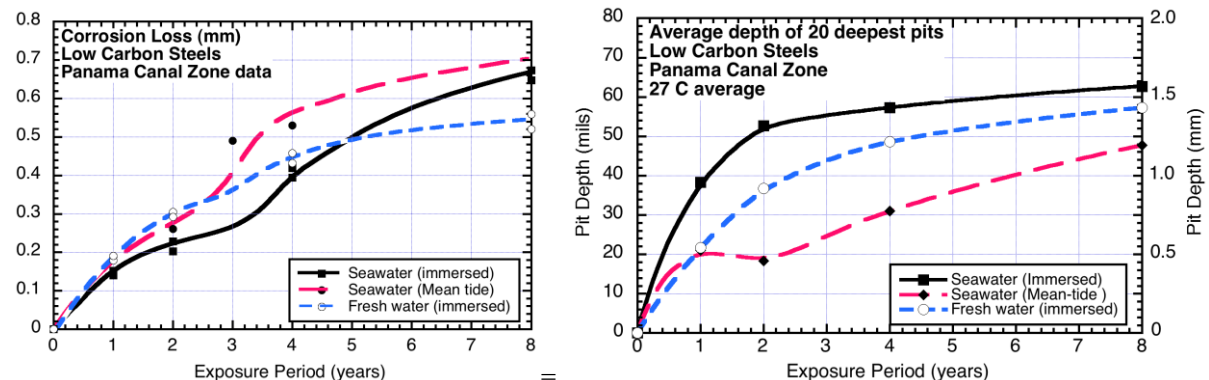 Corrosion Loss (mm)
Low Carbon Steels
Panama Canal Zone data
0.8
0.7
0.6
0.5
0.4
0.3
0.2
0.1
0
Seawater (immersed)
Seawater (Mean tide)
Fresh water (immersed)
0 1 2 3 4 5 6 7 8
Exposure Period (years)
=
Average depth of 20 deepest pits
Low Carbon Steels
Panama Canal Zone
27 C average
Pit Depth (mils)
80
70
60
50
40
30
20
10
0
Seawater (Immersed)
Seawater (Mean-tide )
Fresh water (immersed)
2.0
1.5
1.0
0.5
0
Pit Depth (mm)
0 1 2 3 4 5 6 7 8
Exposure Period (years)